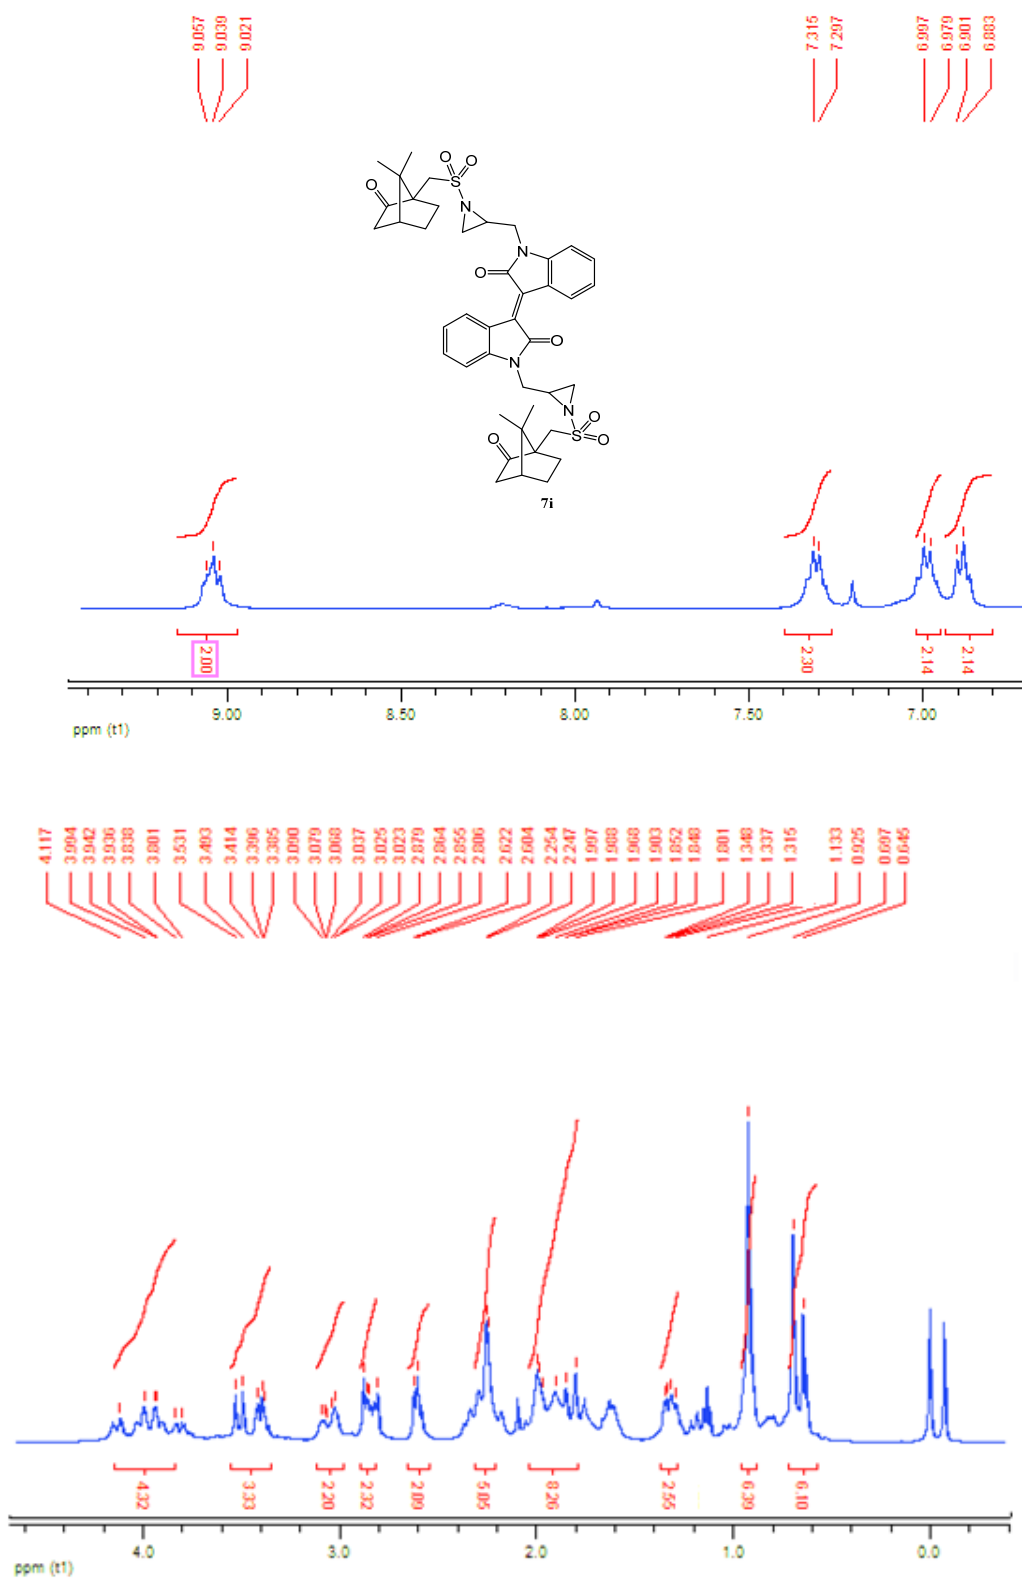 9.057 9.039 9.021 7.315 7.297 6.997 6.979 6.901 6.883
O O
O S
N
N
O
O
N
N
O O
S O
7i
2.00 2.30 2.14 2.14
9.00 8.50 8.00 7.50 7.00
ppm (t1)
4.117 3.994 3.942 3.936 3.838 3.801 3.531 3.493 3.414 3.396 3.385 3.090 3.079 3.068 3.037 3.025 3.023 2.879 2.864 2.855 2.806 2.622 2.604 2.254 2.247 1.997 1.988 1.968 1.903 1.852 1.848 1.801 1.348 1.337 1.315 1.133 0.925 0.697 0.645
4.32 3.33 2.20 2.32 2.09 5.05 8.26 2.55 6.39 6.10
4.0 3.0 2.0 1.0 0.0
ppm (t1)